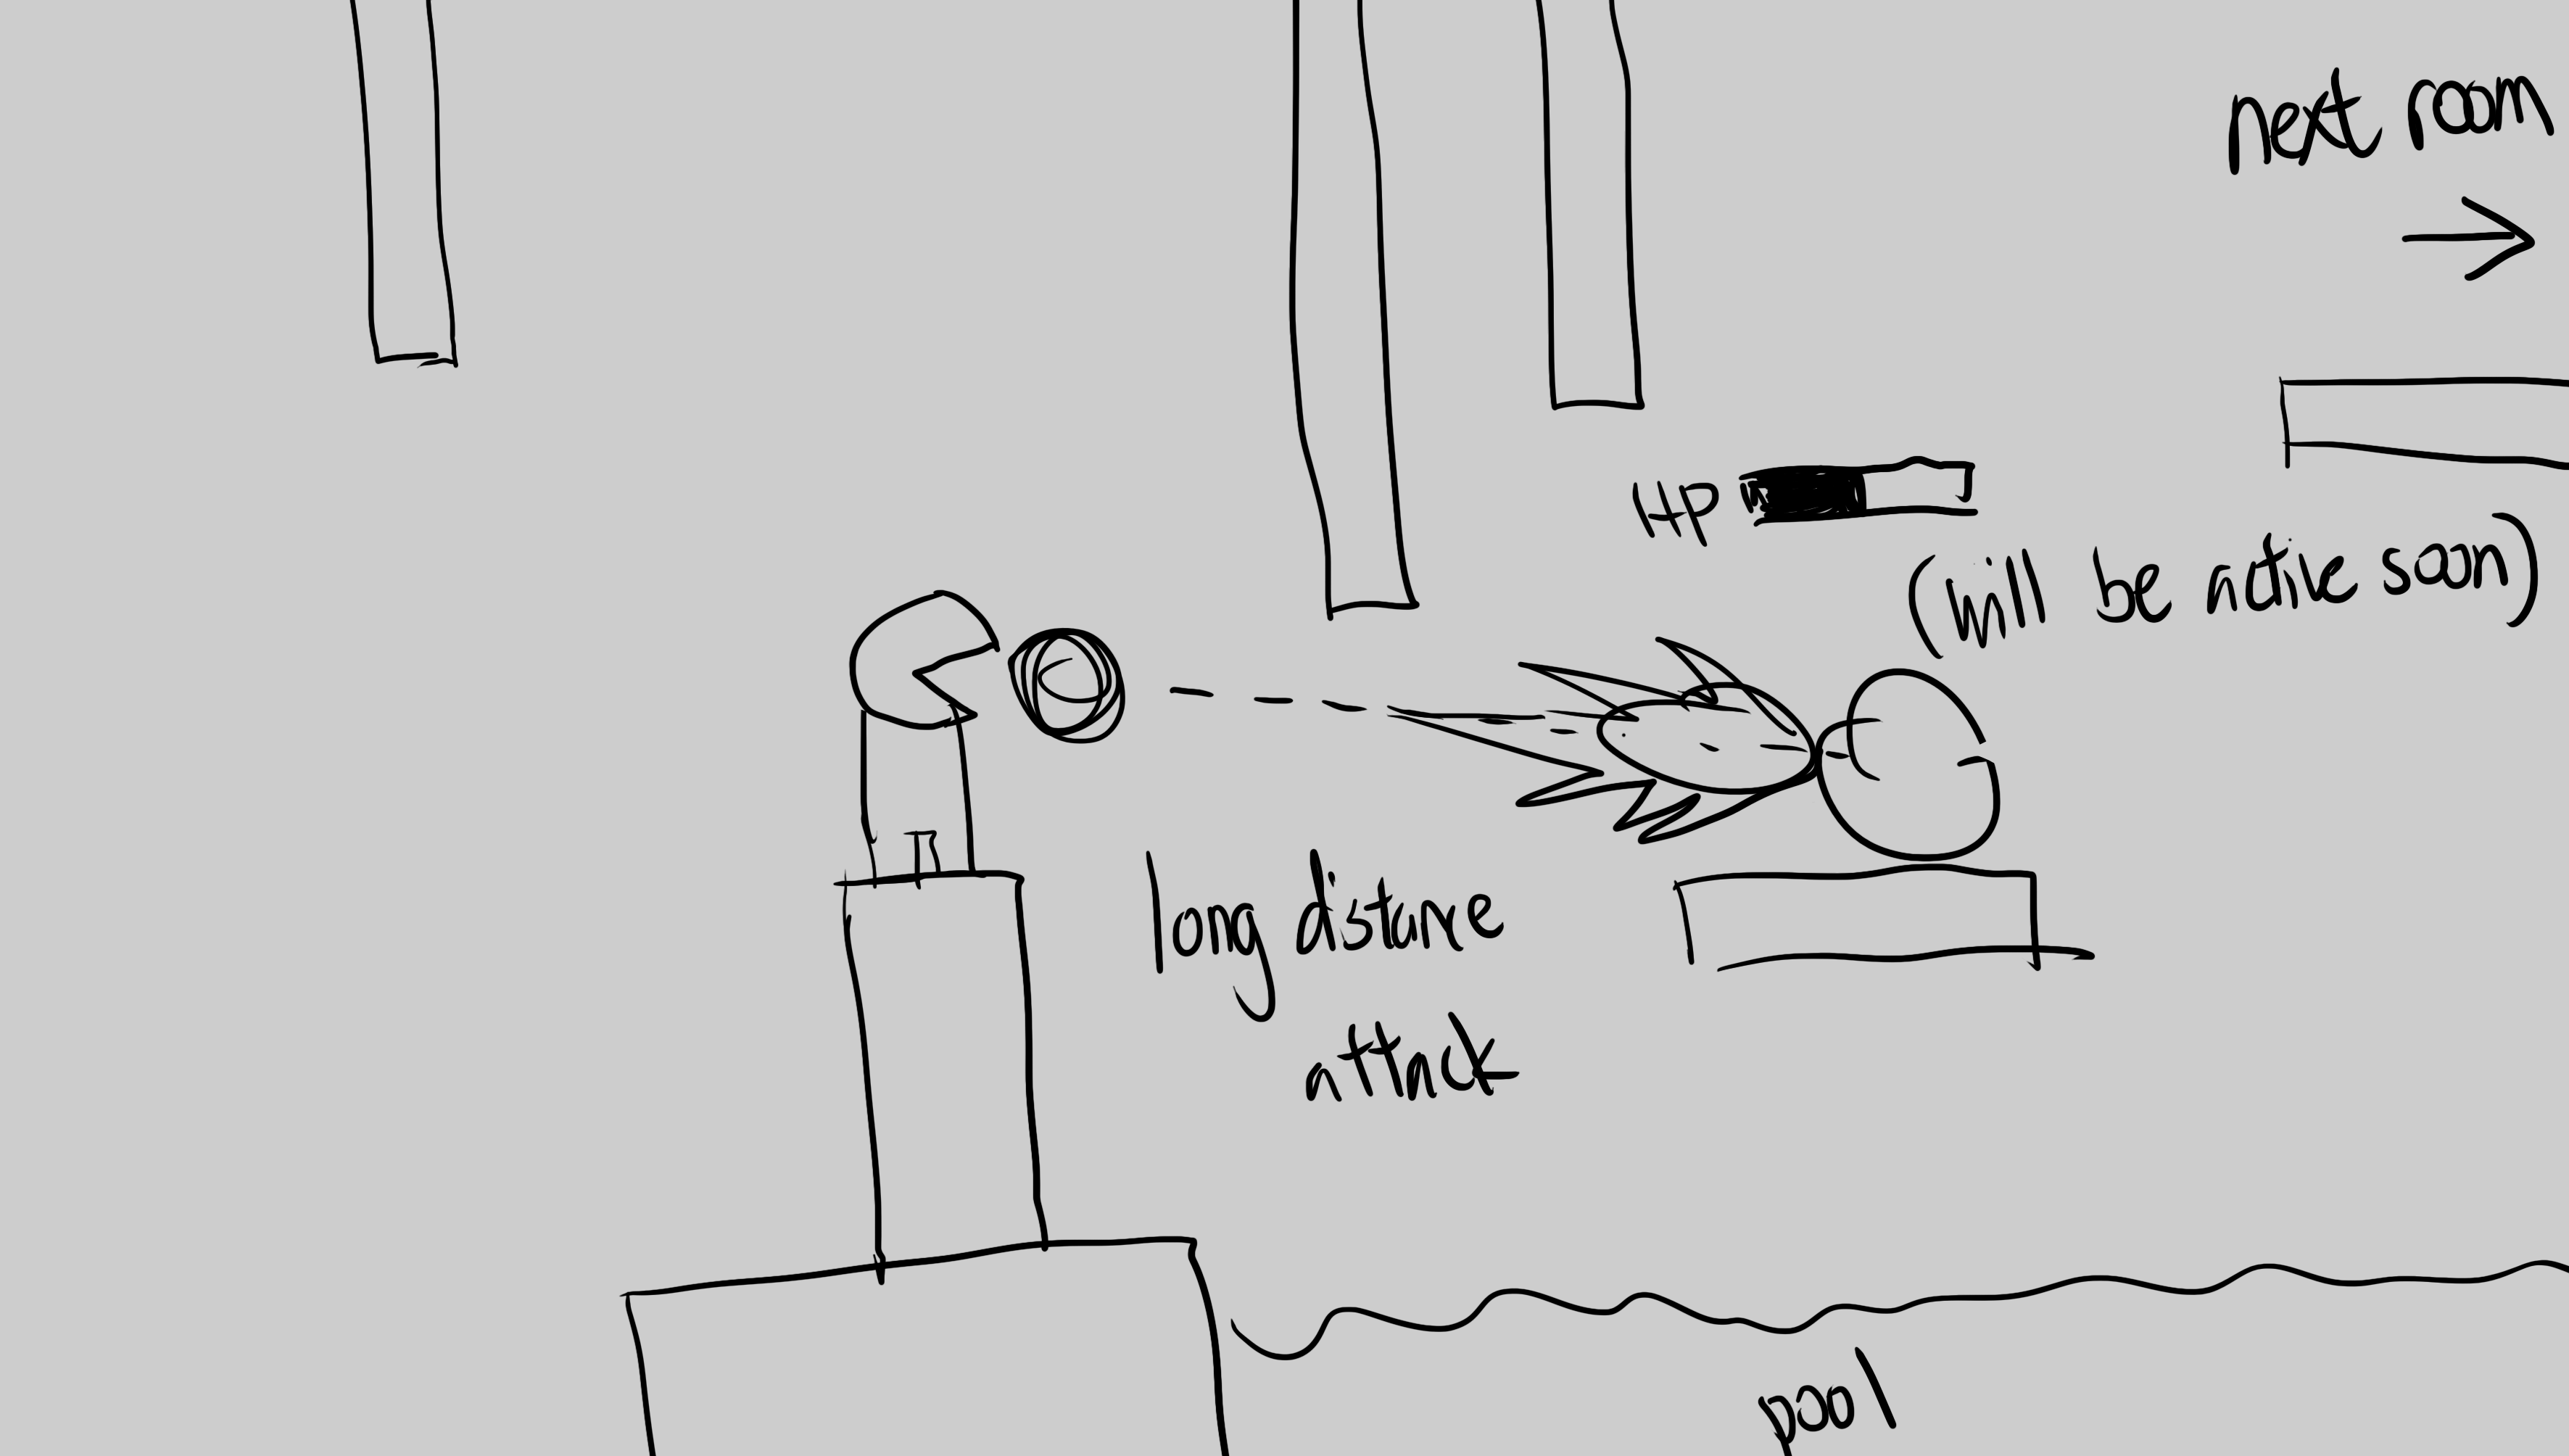 next room
HP
(will be active soon)
long distance
attack
pool